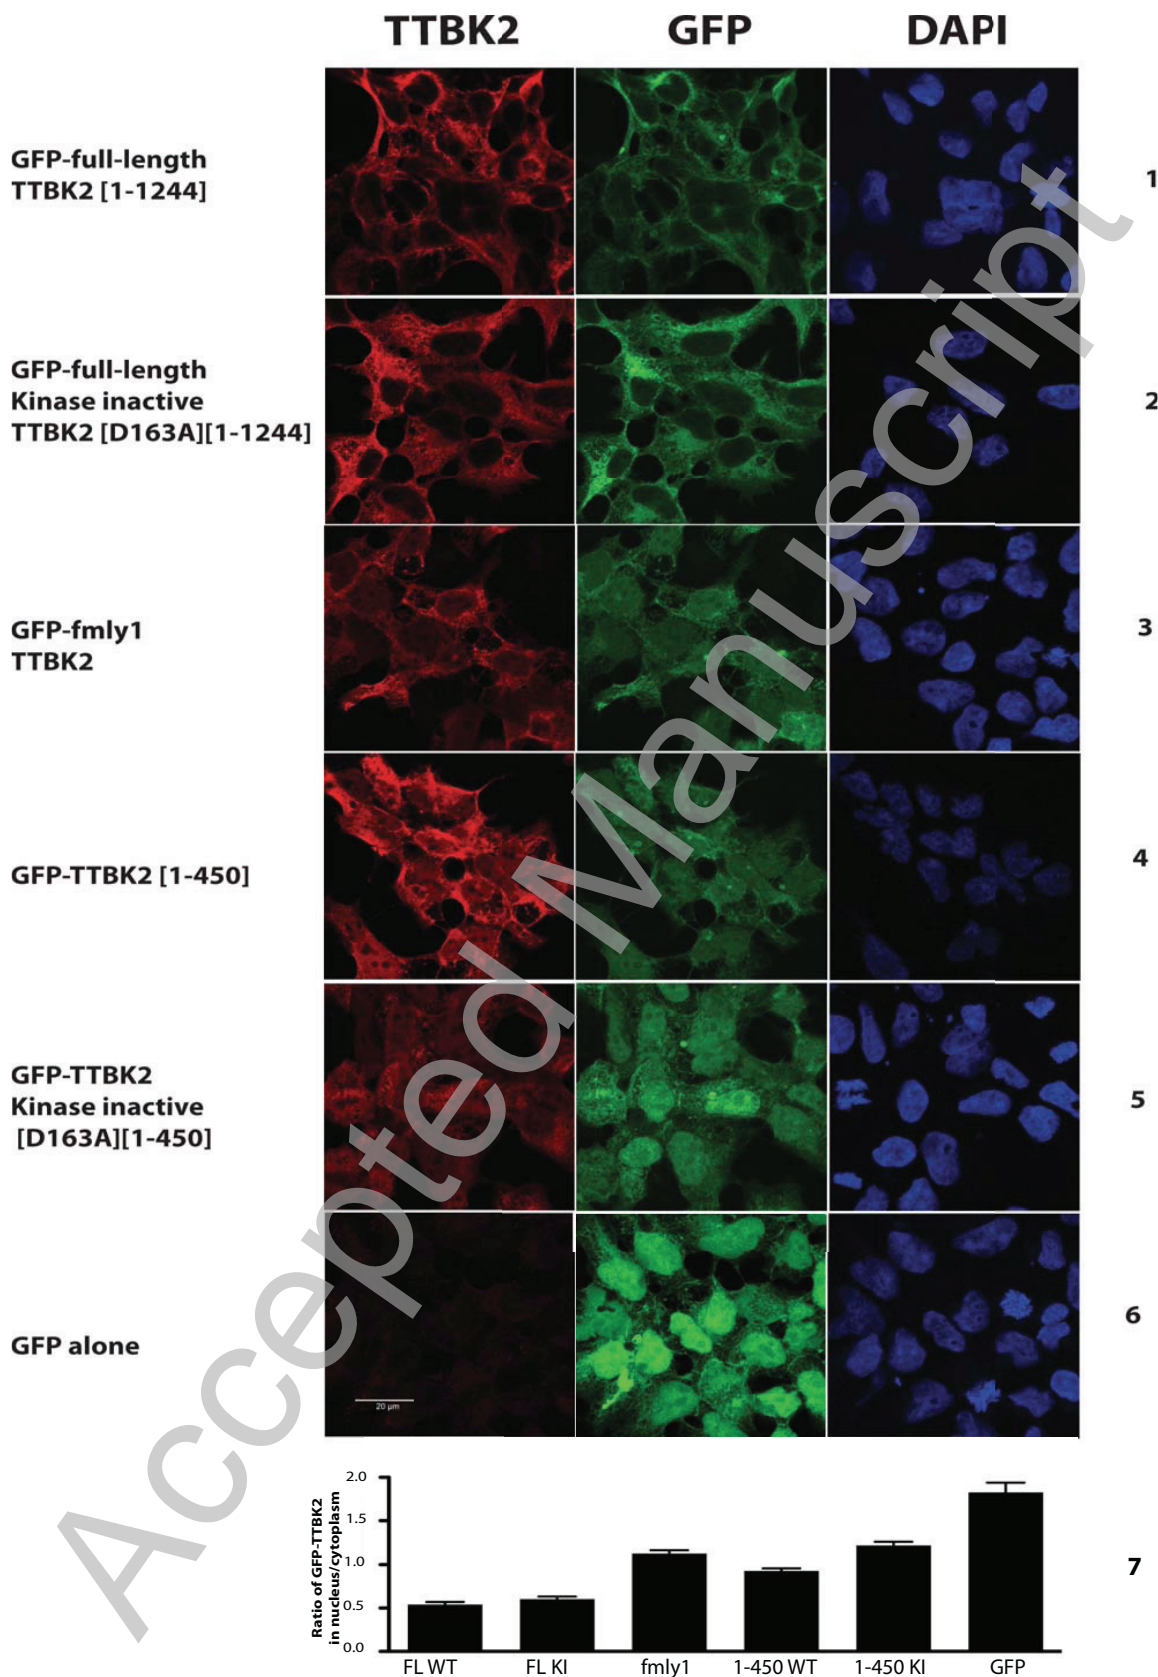 TTBK2 GFP DAPI
GFP-full-length
TTBK2 [1-1244]
1
GFP-full-length
Kinase inactive
TTBK2 [D163A][1-1244]
2
GFP-fmly1
TTBK2
3
GFP-TTBK2 [1-450]
4
GFP-TTBK2
Kinase inactive
[D163A][1-450]
5
GFP alone
6
20 µm
Accepted Manuscript
Ratio of GFP-TTBK2
in nucleus/cytoplasm
2.0
1.5
1.0
0.5
0.0
7
FL WT FL KI fmly1 1-450 WT 1-450 KI GFP